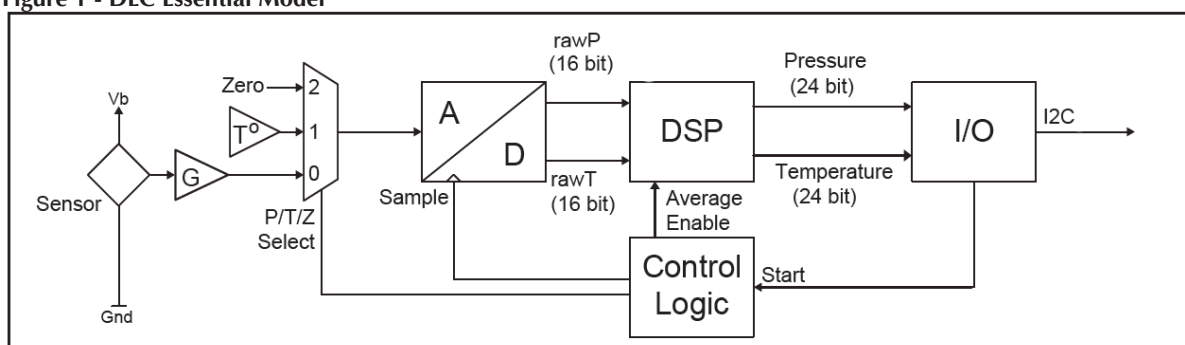 Figure 1 - DLC Essential Model
rawP
(16 bit)
Pressure
(24 bit)
Zero
2
Vb
To
1
A
D
DSP
I/O
I2C
G
0
Sensor
Sample
rawT
(16 bit)
Temperature
(24 bit)
P/T/Z
Select
Average
Enable
Control
Logic
Start
Gnd